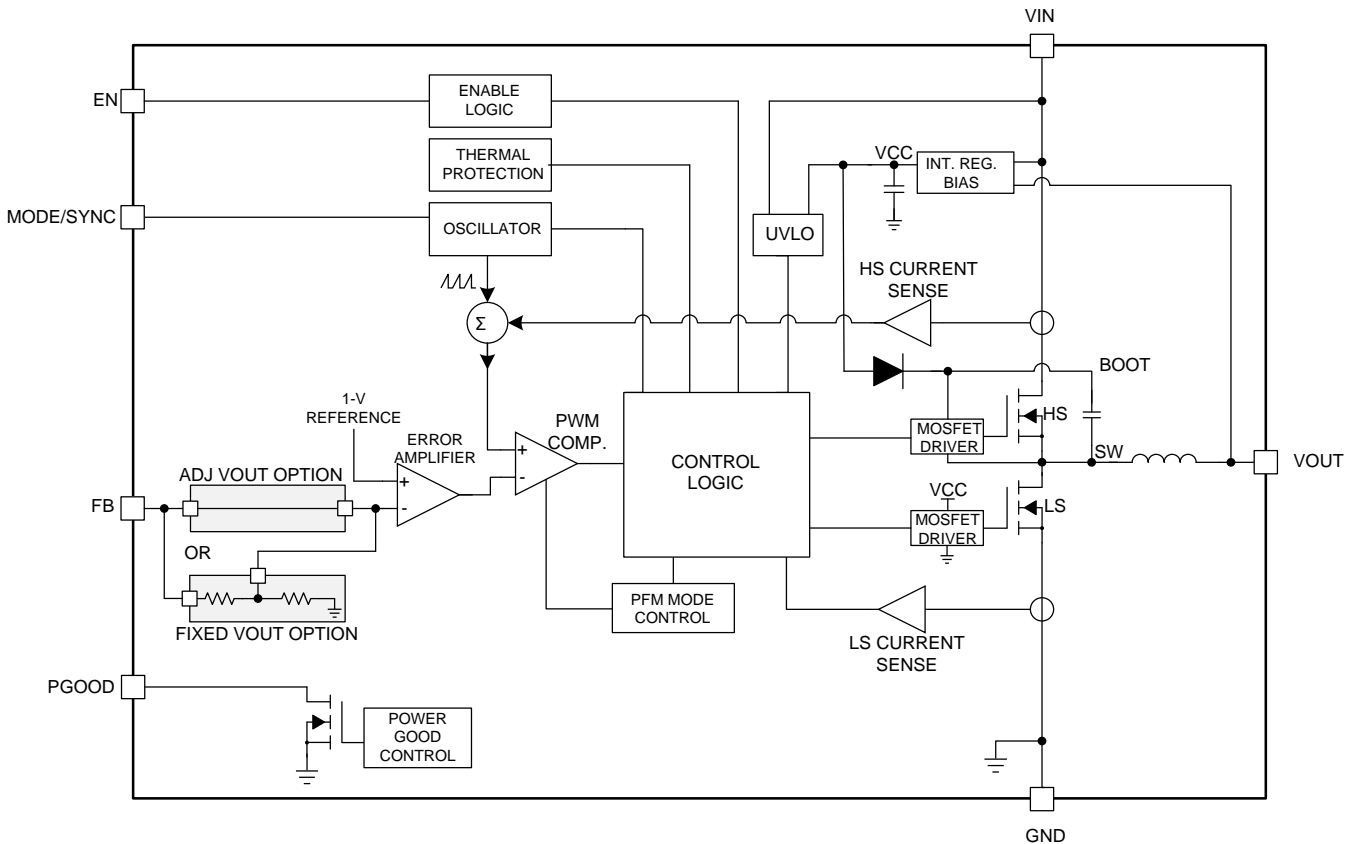 VIN
EN
ENABLE
LOGIC
THERMAL
PROTECTION
VCC
INT. REG.
BIAS
MODE/SYNC
OSCILLATOR
UVLO
HS CURRENT
SENSE
Σ
BOOT
1-V
REFERENCE
ERROR
AMPLIFIER
PWM
COMP.
+
-
+
-
CONTROL
LOGIC
MOSFET
DRIVER
HS
SW
VOUT
ADJ VOUT OPTION
FB
OR
FIXED VOUT OPTION
VCC
MOSFET
DRIVER
LS
PFM MODE
CONTROL
LS CURRENT
SENSE
PGOOD
POWER
GOOD
CONTROL
GND